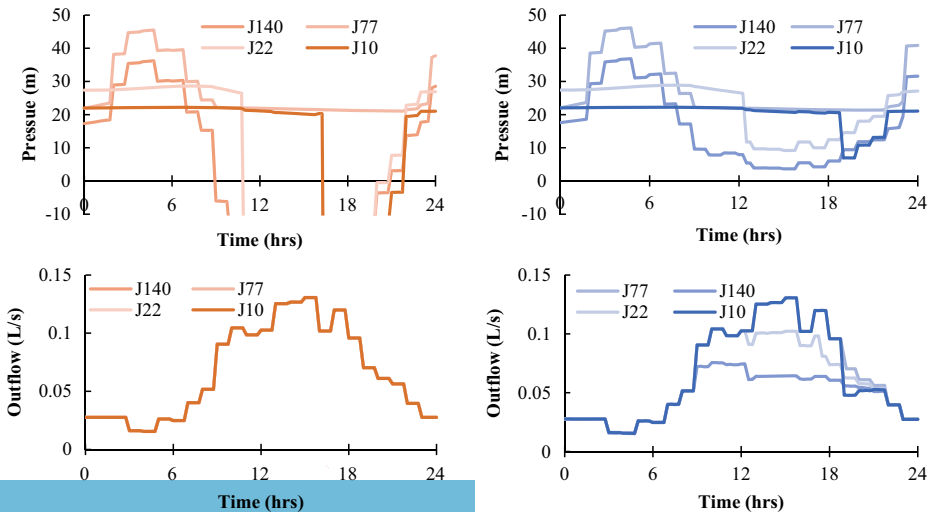 50
40
30
20
10
0
-10
Pressue (m)
J140 J77
J22 J10
0 6 12 18 24
Time (hrs)
50
40
30
20
10
0
-10
Pressure (m)
J140 J77
J22 J10
0 6 12 18 24
Time (hrs)
0.15
0.1
0.05
0
Outflow (L/s)
J140 J77
J22 J10
0 6 12 18 24
Time (hrs)
0.15
0.1
0.05
0
Outflow (L/s)
J77 J140
J22 J10
0 6 12 18 24
Time (hrs)